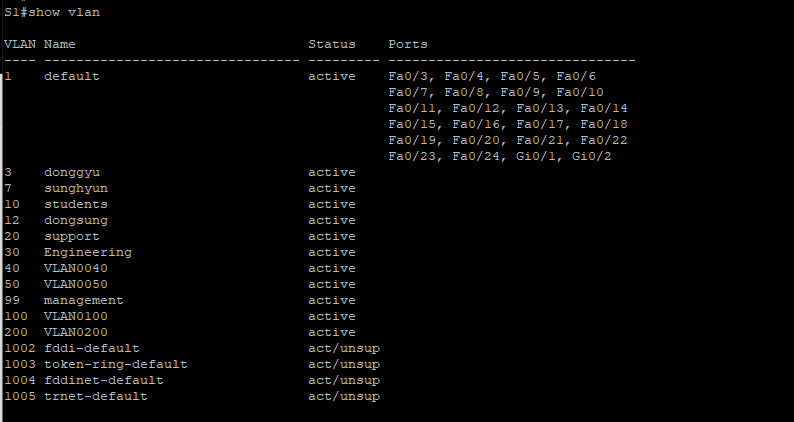 S1#show vlan
VLAN Name                             Status    Ports
---- -------------------------------- --------- -------------------------------
1    default                          active    Fa0/3, Fa0/4, Fa0/5, Fa0/6
                                                Fa0/7, Fa0/8, Fa0/9, Fa0/10
                                                Fa0/11, Fa0/12, Fa0/13, Fa0/14
                                                Fa0/15, Fa0/16, Fa0/17, Fa0/18
                                                Fa0/19, Fa0/20, Fa0/21, Fa0/22
                                                Fa0/23, Fa0/24, Gi0/1, Gi0/2
3    donggyu                          active
7    sunghyun                         active
10   students                         active
12   dongsung                         active
20   support                          active
30   Engineering                      active
40   VLAN0040                         active
50   VLAN0050                         active
99   management                       active
100  VLAN0100                         active
200  VLAN0200                         active
1002 fddi-default                     act/unsup
1003 token-ring-default               act/unsup
1004 fddinet-default                  act/unsup
1005 trnet-default                    act/unsup